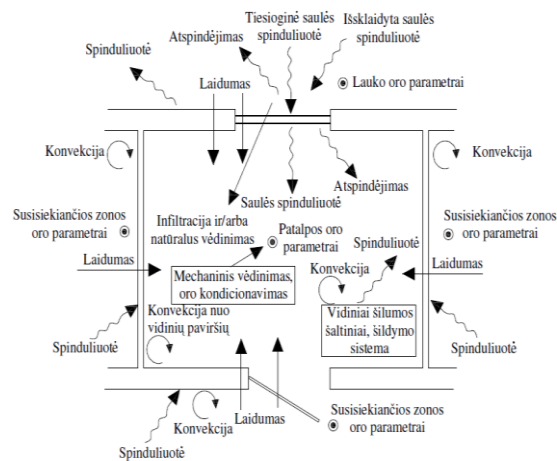 Tiesioginė saulės
spinduliuotė
Išsklaidyta saulės
spinduliuotė
Atspindėjimas
Spinduliuotė
Laidumas
Lauko oro parametrai
Konvekcija
Konvekcija
Atspindėjimas
Saulės spinduliuotė
Susisiekiančios zonos
oro parametrai
Infiltracija ir/arba
natūralus vėdinimas
Patalpos oro
parametrai
Susisiekiančios zonos
oro parametrai
Spinduliuotė
Laidumas
Konvekcija
Laidumas
Mechaninis vėdinimas,
oro kondicionavimas
Konvekcija nuo
vidinių paviršių
Vidiniai šilumos
šaltiniai, šildymo
sistema
Spinduliuotė
Spinduliuotė
Susisiekiančios zonos
oro parametrai
Laidumas
Konvekcija
Spinduliuotė